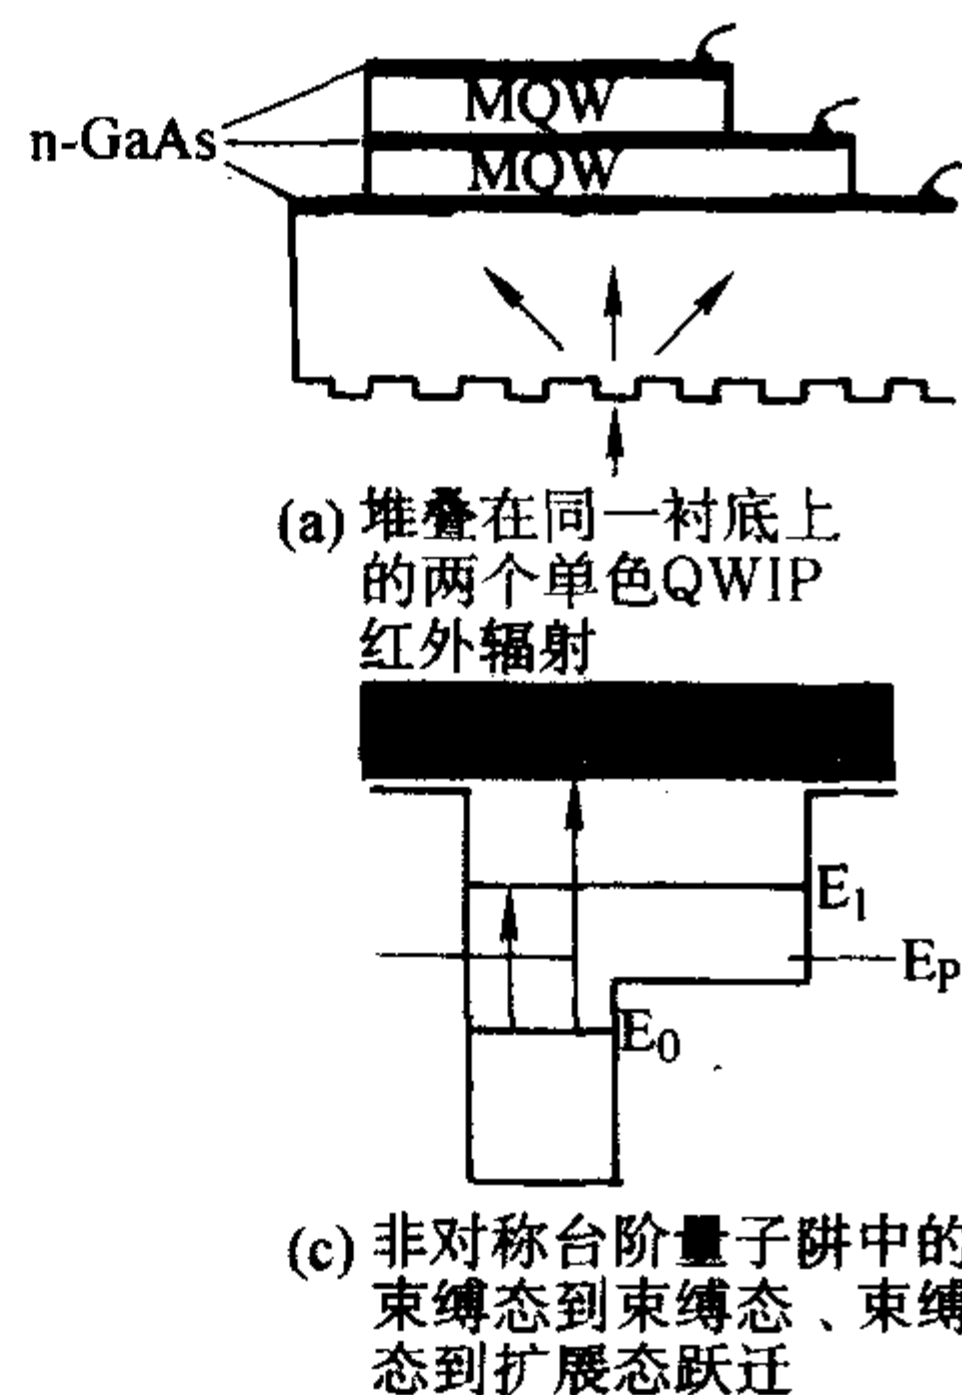 MQW
n-GaAs
MQW
(a) 堆叠在同一衬底上
的两个单色QWIP
红外辐射
E₁
Eₚ
E₀
(c) 非对称台阶量子阱中的
束缚态到束缚态、束缚
态到扩展态跃迁